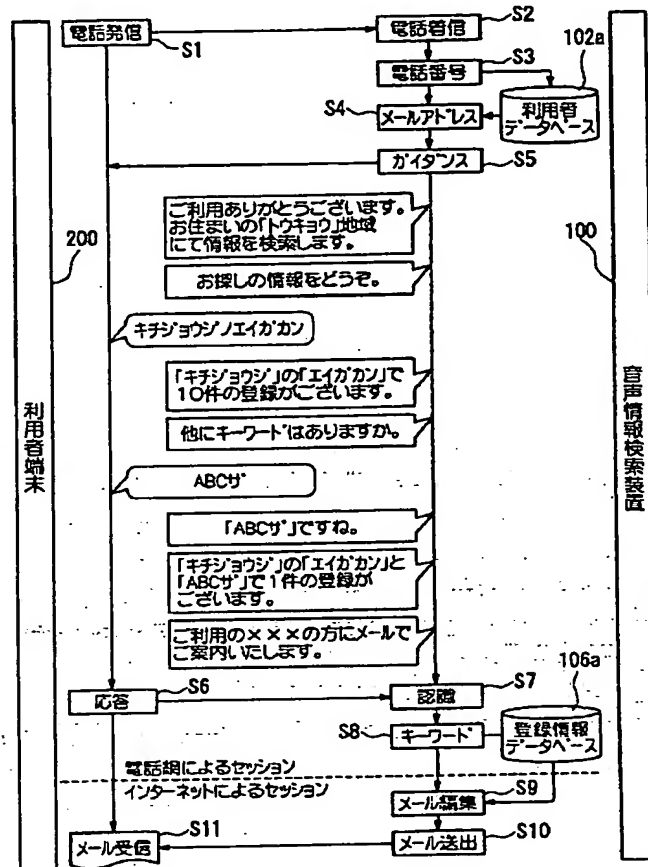 電話発信
S1
電話着信
S2
電話番号
S3
102a
利用者
データベース
S4
メールアドレス
ガイダンス
S5
ご利用ありがとうございます。
お住まいの「トウキョウ」地域
にて情報を検索します。
お探しの情報をどうぞ。
200
100
キチジョウジノエイガカン
「キチジョウジ」の「エイガカン」で
10件の登録がございます。
他にキーワードはありますか。
利用者端末
音声情報検索装置
ABCザ
「ABCザ」ですね。
「キチジョウジ」の「エイガカン」と
「ABCザ」で1件の登録が
ございます。
ご利用の×××の方にメールで
ご案内いたします。
応答
S6
認識
S7
106a
S8
キーワード
登録情報
データベース
電話網によるセッション
インターネットによるセッション
S9
メール編集
S11
メール受信
メール送出
S10